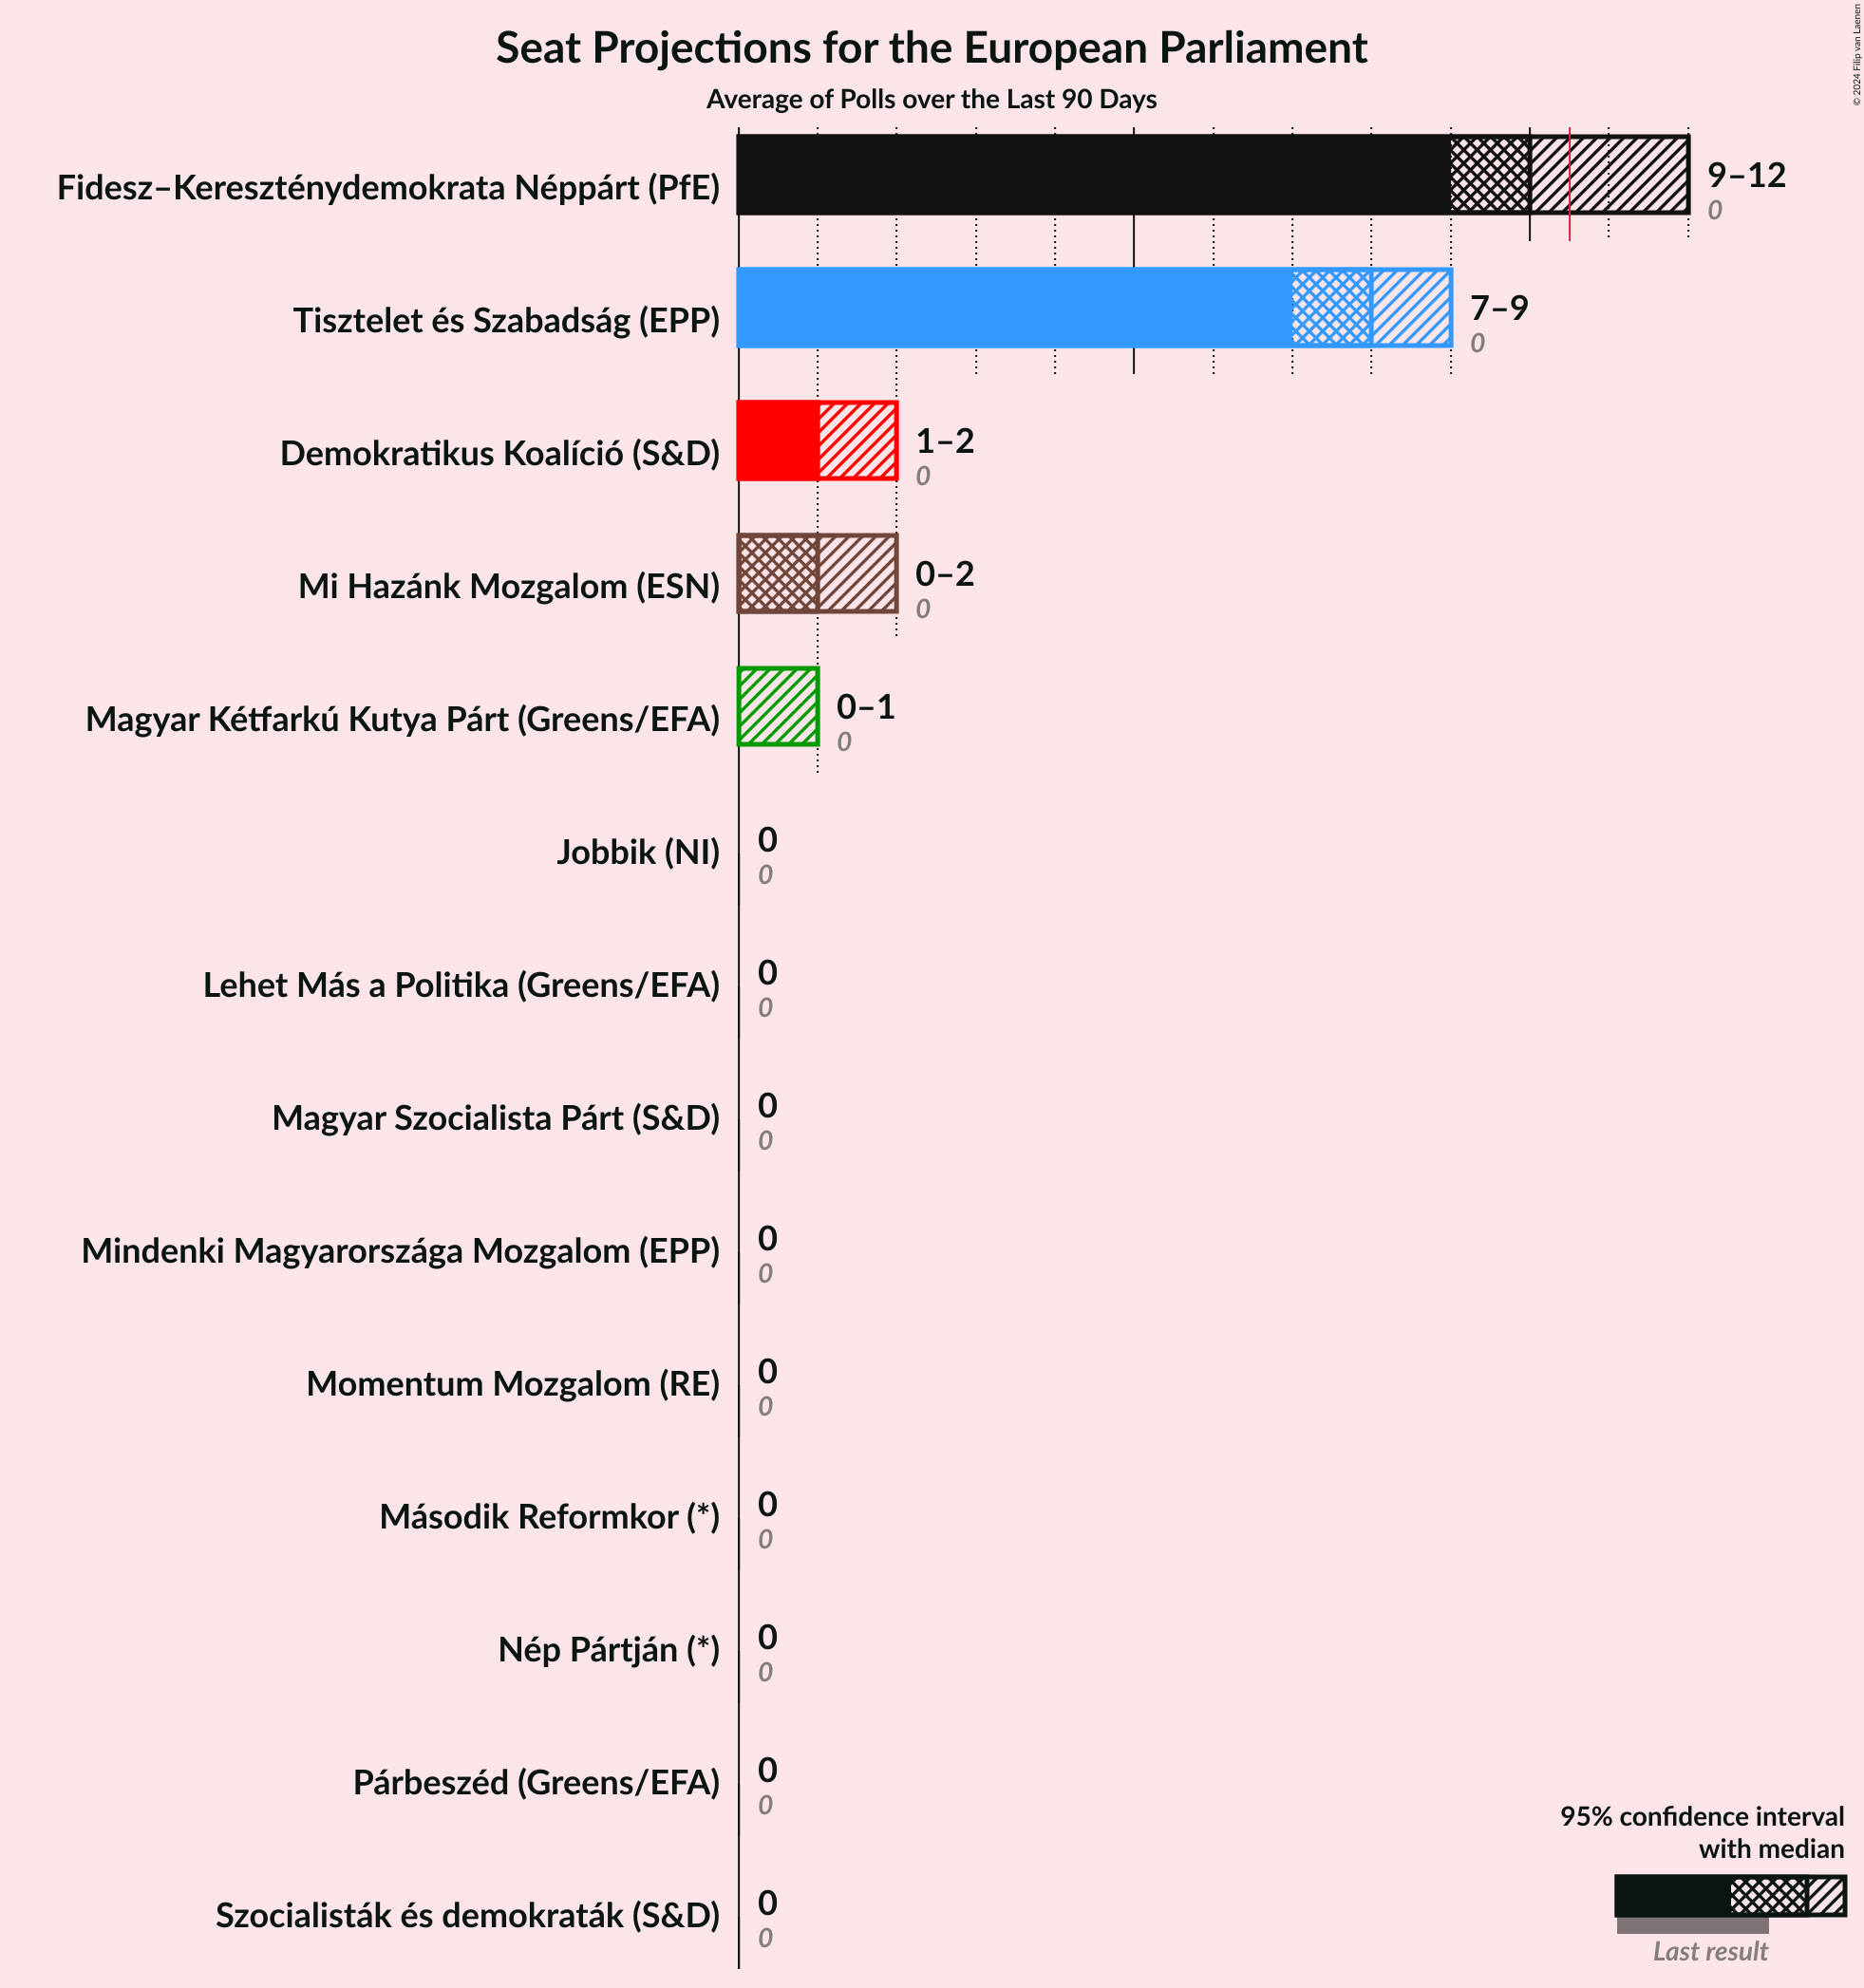 Seat Projections for the European Parliament
Average of Polls over the Last 90 Days
© 2024 Filip van Laenen
Fidesz–Kereszténydemokrata Néppárt (PfE)
9–12
0
Tisztelet és Szabadság (EPP)
7–9
0
Demokratikus Koalíció (S&D)
1–2
0
Mi Hazánk Mozgalom (ESN)
0–2
0
Magyar Kétfarkú Kutya Párt (Greens/EFA)
0–1
0
Jobbik (NI)
0
0
Lehet Más a Politika (Greens/EFA)
0
0
Magyar Szocialista Párt (S&D)
0
0
Mindenki Magyarországa Mozgalom (EPP)
0
0
Momentum Mozgalom (RE)
0
0
Második Reformkor (*)
0
0
Nép Pártján (*)
0
0
Párbeszéd (Greens/EFA)
0
0
Szocialisták és demokraták (S&D)
0
0
95% confidence interval
with median
Last result